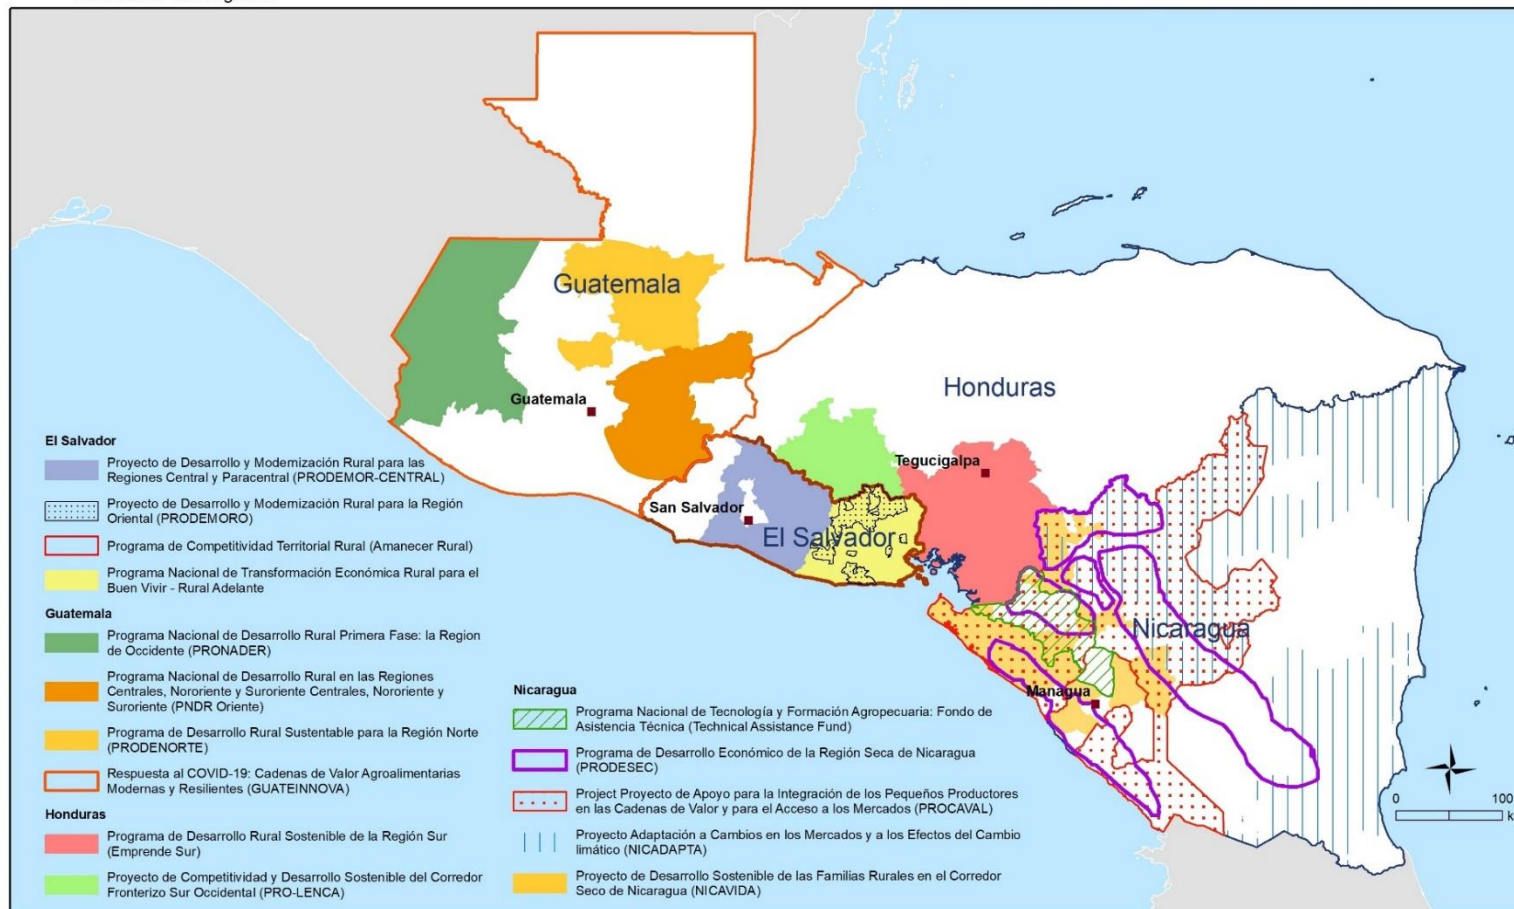 Guatemala
Honduras
Guatemala
Tegucigalpa
San Salvador
El Salvador
Nicaragua
Managua
El Salvador
Proyecto de Desarrollo y Modernización Rural para las
Regiones Central y Paracentral (PRODEMOR-CENTRAL)
Proyecto de Desarrollo y Modernización Rural para la Región
Oriental (PRODEMORO)
Programa de Competitividad Territorial Rural (Amanecer Rural)
Programa Nacional de Transformación Económica Rural para el
Buen Vivir - Rural Adelante
Guatemala
Programa Nacional de Desarrollo Rural Primera Fase: la Region
de Occidente (PRONADER)
Programa Nacional de Desarrollo Rural en las Regiones
Centrales, Nororiente y Suroriente Centrales, Nororiente y
Suroriente (PNDR Oriente)
Programa de Desarrollo Rural Sustentable para la Región Norte
(PRODENORTE)
Respuesta al COVID-19: Cadenas de Valor Agroalimentarias
Modernas y Resilientes (GUATEINNOVA)
Honduras
Programa de Desarrollo Rural Sostenible de la Región Sur
(Emprende Sur)
Proyecto de Competitividad y Desarrollo Sostenible del Corredor
Fronterizo Sur Occidental (PRO-LENCA)
Nicaragua
Programa Nacional de Tecnología y Formación Agropecuaria: Fondo de
Asistencia Técnica (Technical Assistance Fund)
Programa de Desarrollo Económico de la Región Seca de Nicaragua
(PRODESEC)
Project Proyecto de Apoyo para la Integración de los Pequeños Productores
en las Cadenas de Valor y para el Acceso a los Mercados (PROCAVAL)
Proyecto Adaptación a Cambios en los Mercados y a los Efectos del Cambio
limático (NICADAPTA)
Proyecto de Desarrollo Sostenible de las Familias Rurales en el Corredor
Seco de Nicaragua (NICAVIDA)
0 100
k